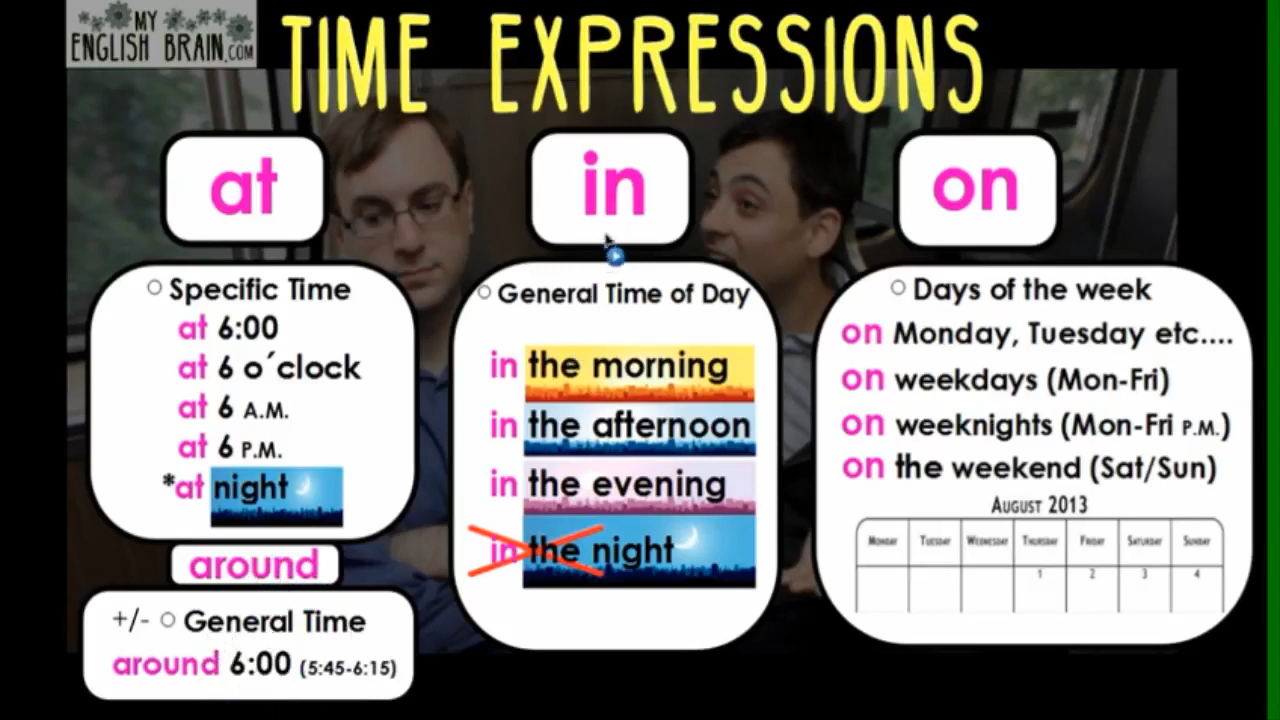 MY
ENGLISH BRAIN.COM
TIME EXPRESSIONS
at
○ Specific Time
at 6:00
at 6 o´clock
at 6 A.M.
at 6 P.M.
*at night
around
+/- ○ General Time
around 6:00 (5:45-6:15)
in
○ General Time of Day
in the morning
in the afternoon
in the evening
in the night
on
○ Days of the week
on Monday, Tuesday etc....
on weekdays (Mon-Fri)
on weeknights (Mon-Fri P.M.)
on the weekend (Sat/Sun)
AUGUST 2013
MONDAY TUESDAY WEDNESDAY THURSDAY FRIDAY SATURDAY SUNDAY
1 2 3 4